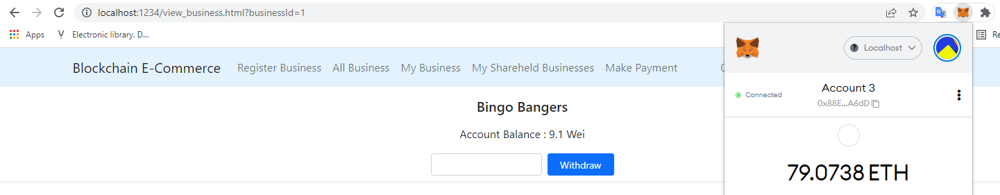 localhost:1234/view_business.html?businessId=1
Apps
Electronic library. D...
Re
Localhost
Blockchain E-Commerce
Register Business
All Business
My Business
My Shareheld Businesses
Make Payment
Connected
Account 3
0x88E...A6dD
Bingo Bangers
Account Balance : 9.1 Wei
Withdraw
79.0738 ETH